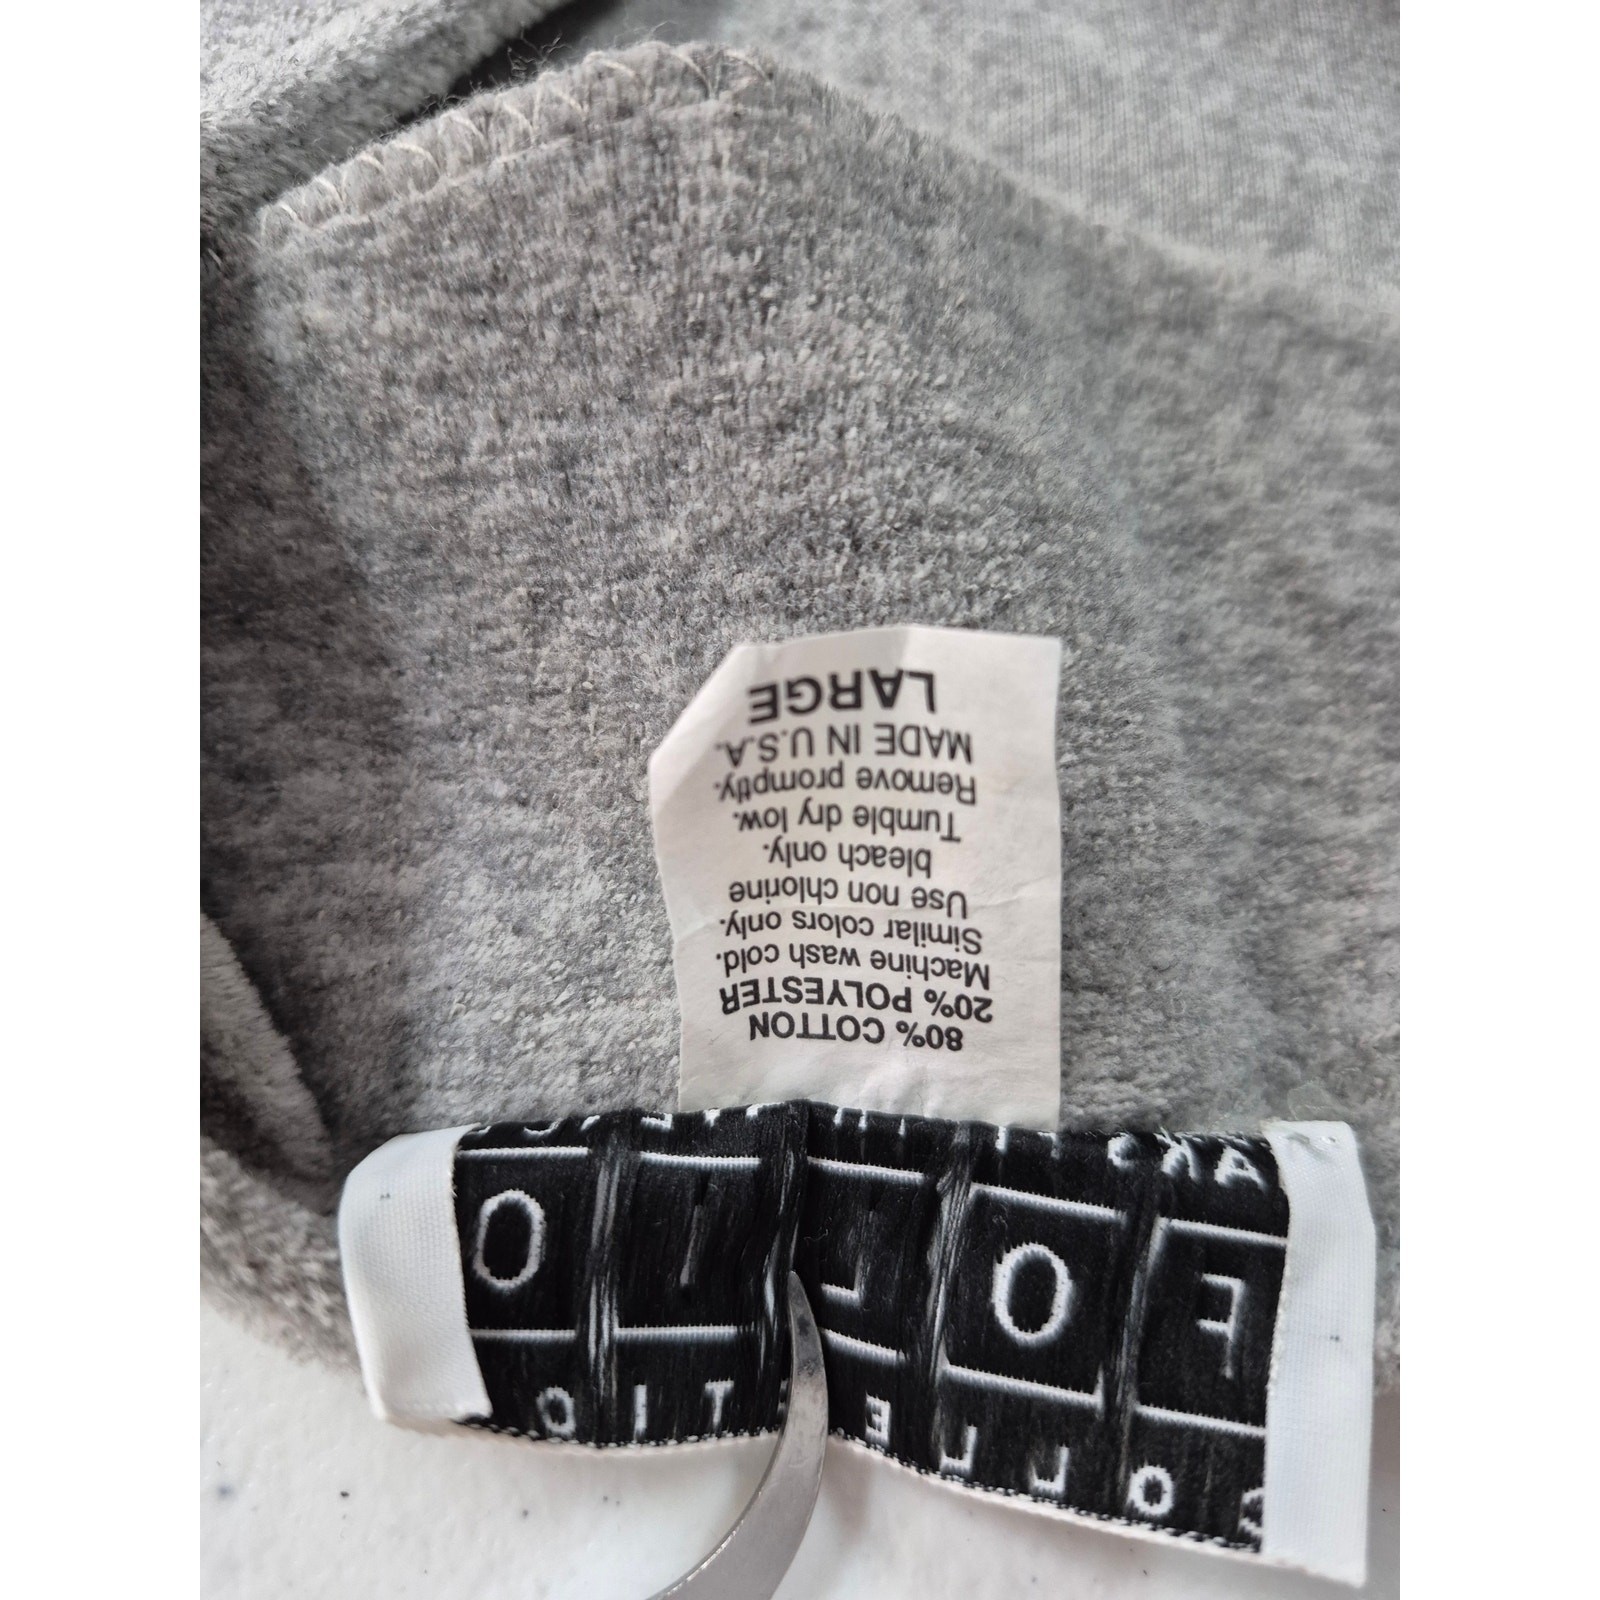 FOLIO
80% COTTON
20% POLYESTER
Machine wash cold.
Similar colors only.
Use non chlorine
bleach only.
Tumble dry low.
Remove promptly.
MADE IN U.S.A.
LARGE